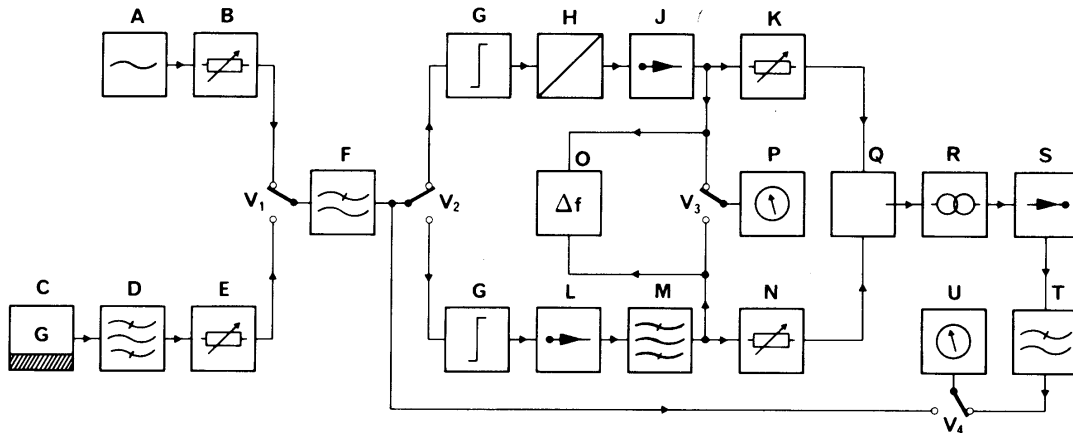 A B G H J K
F O P Q R S
V₁ V₂ Δf V₃
C D E G L M N U T
G
V₄